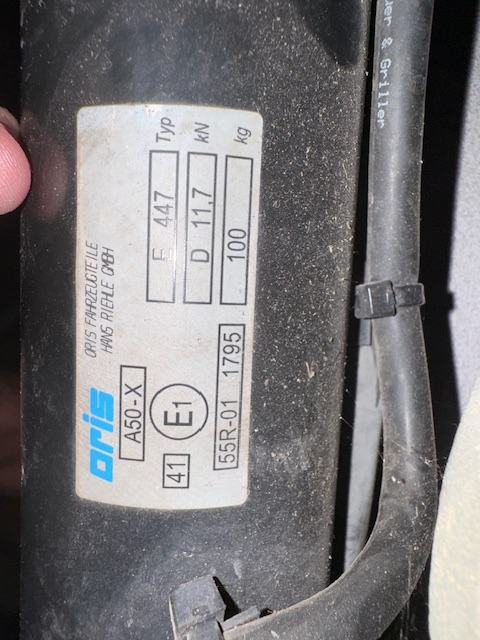 oris
ORIS FAHRZEUGTEILE
HANS RIEHLE GMBH
A50-X
E 447 Typ
E1
D 11,7 kN
41
55R-01 1795
100 kg
& Griller